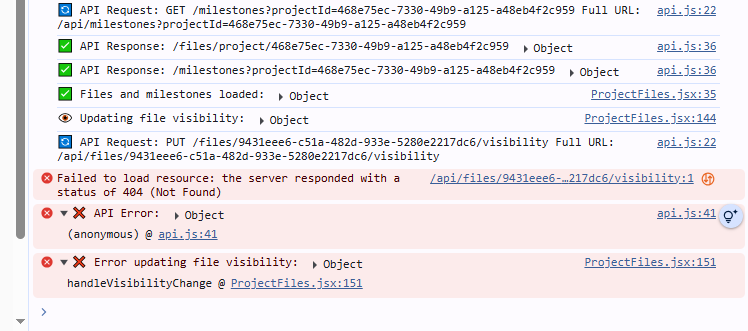 🔄 API Request: GET /milestones?projectId=468e75ec-7330-49b9-a125-a48eb4f2c959 Full URL: api.js:22
/api/milestones?projectId=468e75ec-7330-49b9-a125-a48eb4f2c959
✅ API Response: /files/project/468e75ec-7330-49b9-a125-a48eb4f2c959 ▶ Object api.js:36
✅ API Response: /milestones?projectId=468e75ec-7330-49b9-a125-a48eb4f2c959 ▶ Object api.js:36
✅ Files and milestones loaded: ▶ Object ProjectFiles.jsx:35
👁 Updating file visibility: ▶ Object ProjectFiles.jsx:144
🔄 API Request: PUT /files/9431eee6-c51a-482d-933e-5280e2217dc6/visibility Full URL: api.js:22
/api/files/9431eee6-c51a-482d-933e-5280e2217dc6/visibility
Failed to load resource: the server responded with a /api/files/9431eee6-…217dc6/visibility:1
status of 404 (Not Found)
▼ ❌ API Error: ▶ Object api.js:41
(anonymous) @ api.js:41
▼ ❌ Error updating file visibility: ▶ Object ProjectFiles.jsx:151
handleVisibilityChange @ ProjectFiles.jsx:151